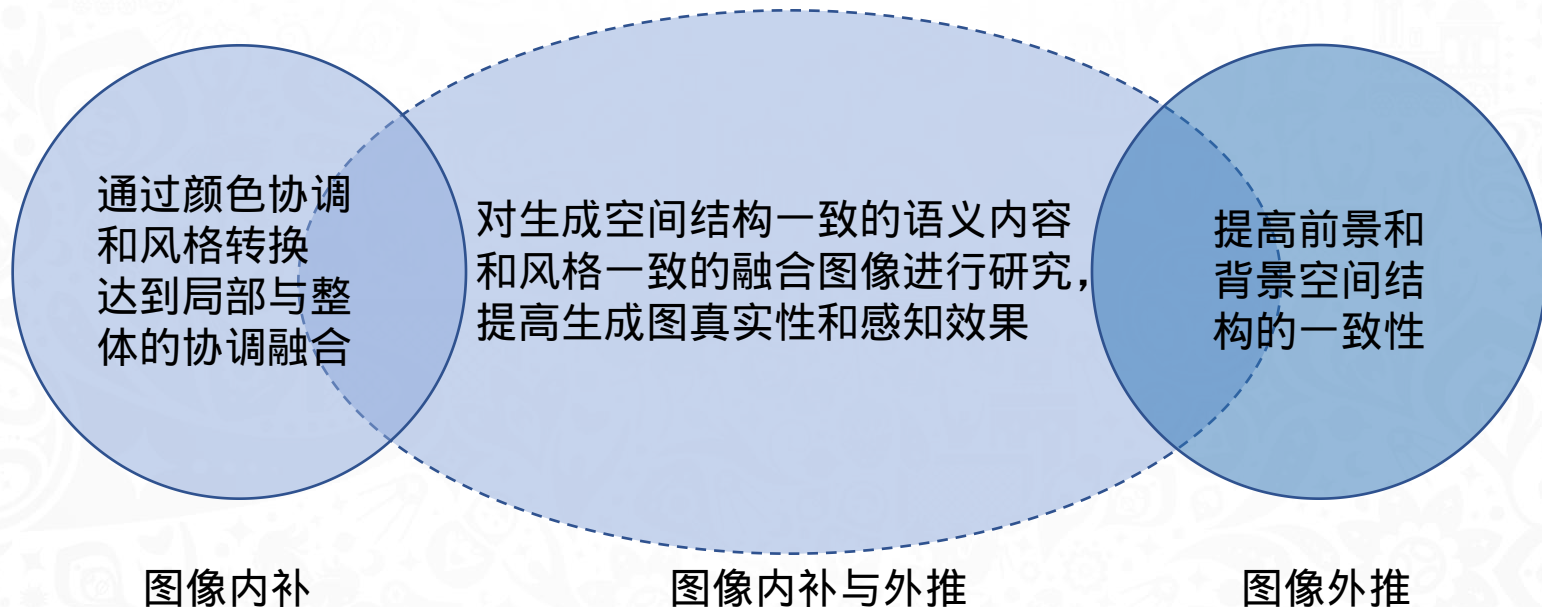 通过颜色协调
和风格转换
达到局部与整
体的协调融合
对生成空间结构一致的语义内容
和风格一致的融合图像进行研究，
提高生成图真实性和感知效果
提高前景和
背景空间结
构的一致性
图像内补
图像内补与外推
图像外推